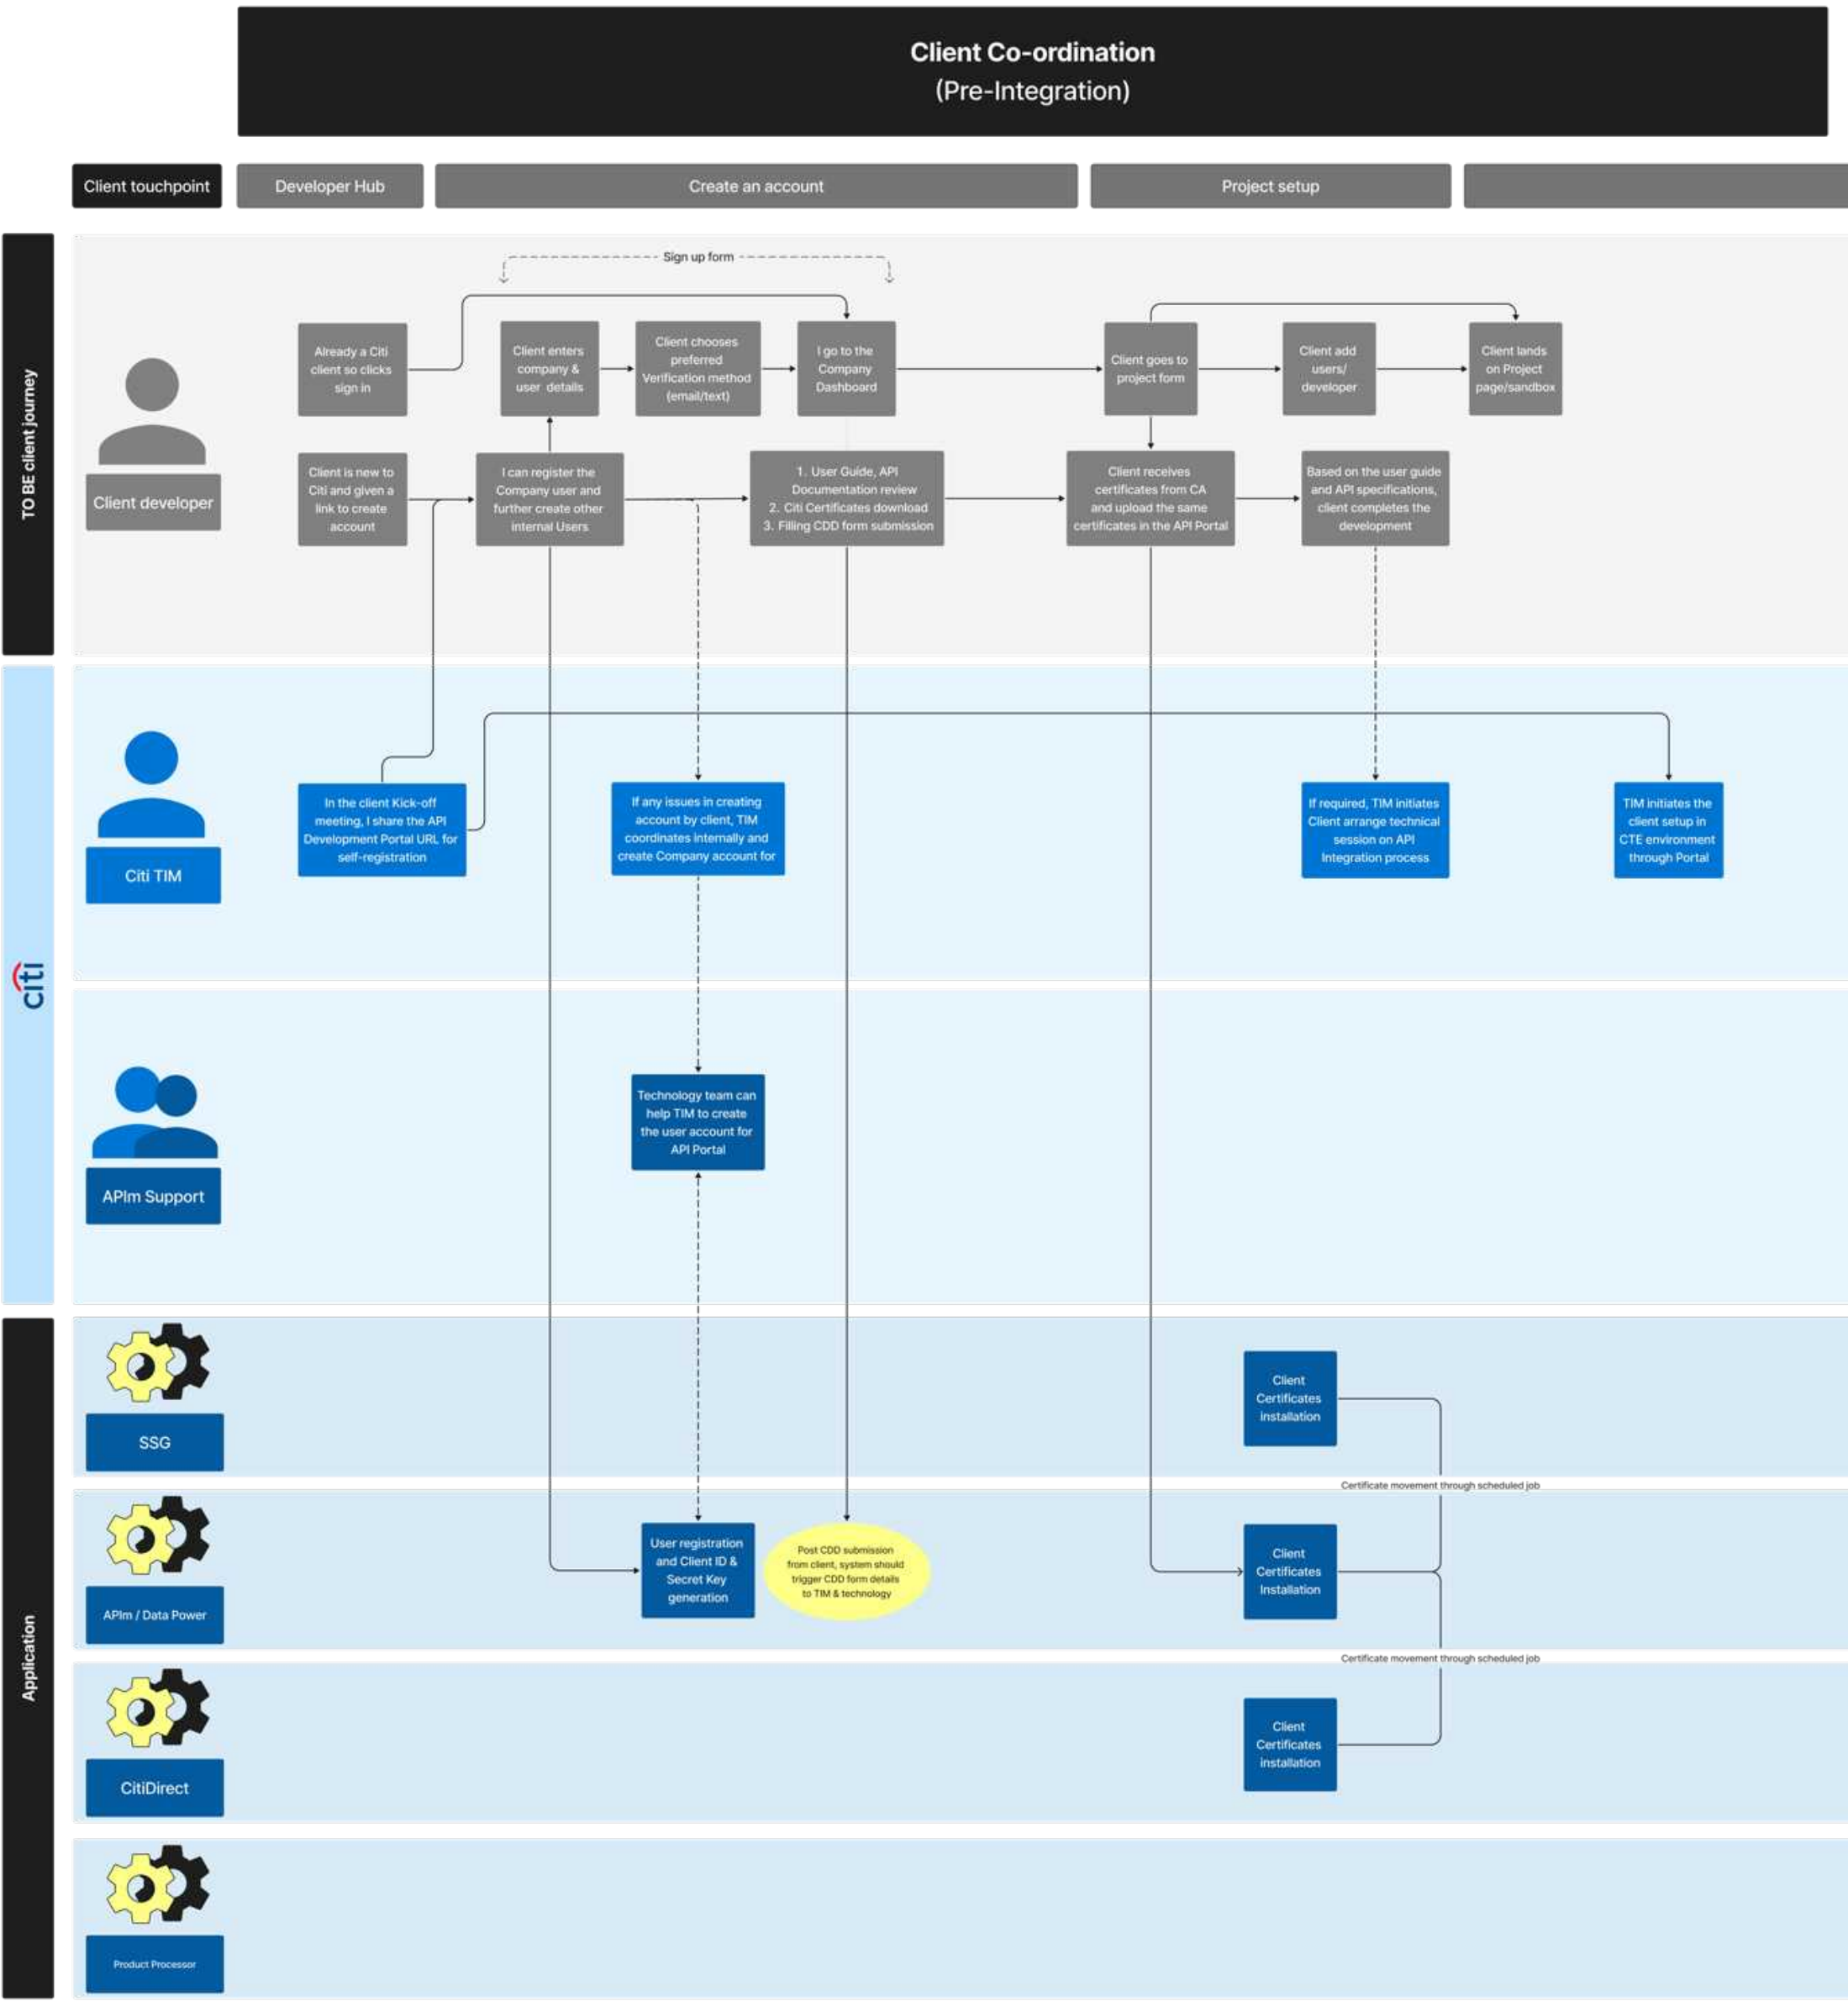 Client Co-ordination
(Pre-Integration)
Client touchpoint
Developer Hub
Create an account
Project setup
TO BE client journey
Client developer
Sign up form
Already a Citi
client so clicks
sign in
Client enters
company &
user details
Client chooses
preferred
Verification method
(email/text)
I go to the
Company
Dashboard
Client goes to
project form
Client add
users/
developer
Client lands
on Project
page/sandbox
Client is new to
Citi and given a
link to create
account
I can register the
Company user and
further create other
internal Users
1. User Guide, API
Documentation review
2. Citi Certificates download
3. Filling CDD form submission
Client receives
certificates from CA
and upload the same
certificates in the API Portal
Based on the user guide
and API specifications,
client completes the
development
citi
Citi TIM
In the client Kick-off
meeting, I share the API
Development Portal URL for
self-registration
If any issues in creating
account by client, TIM
coordinates internally and
create Company account for
If required, TIM initiates
Client arrange technical
session on API
Integration process
TIM initiates the
client setup in
CTE environment
through Portal
APIm Support
Technology team can
help TIM to create
the user account for
API Portal
Application
SSG
Client
Certificates
installation
Certificate movement through scheduled job
APIm / Data Power
User registration
and Client ID &
Secret Key
generation
Post CDD submission
from client, system should
trigger CDD form details
to TIM & technology
Client
Certificates
Installation
Certificate movement through scheduled job
CitiDirect
Client
Certificates
installation
Product Processor